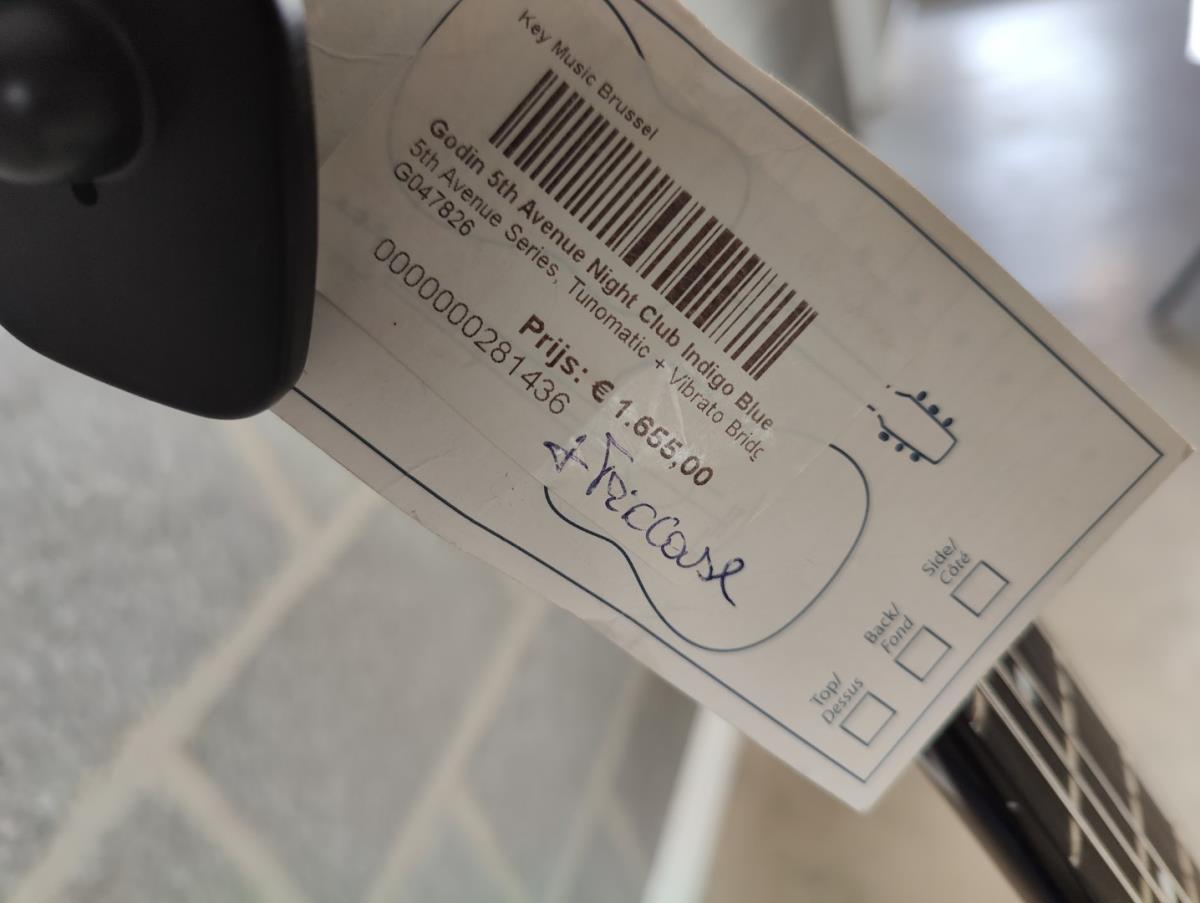 Key Music Brussel
Godin 5th Avenue Night Club Indigo Blue
5th Avenue Series, Tunomatic + Vibrato Bridg
G047826
Prijs: € 1.655,00
0000000281436
+ Triccase
Side/
Côté
Back/
Fond
Top/
Dessus